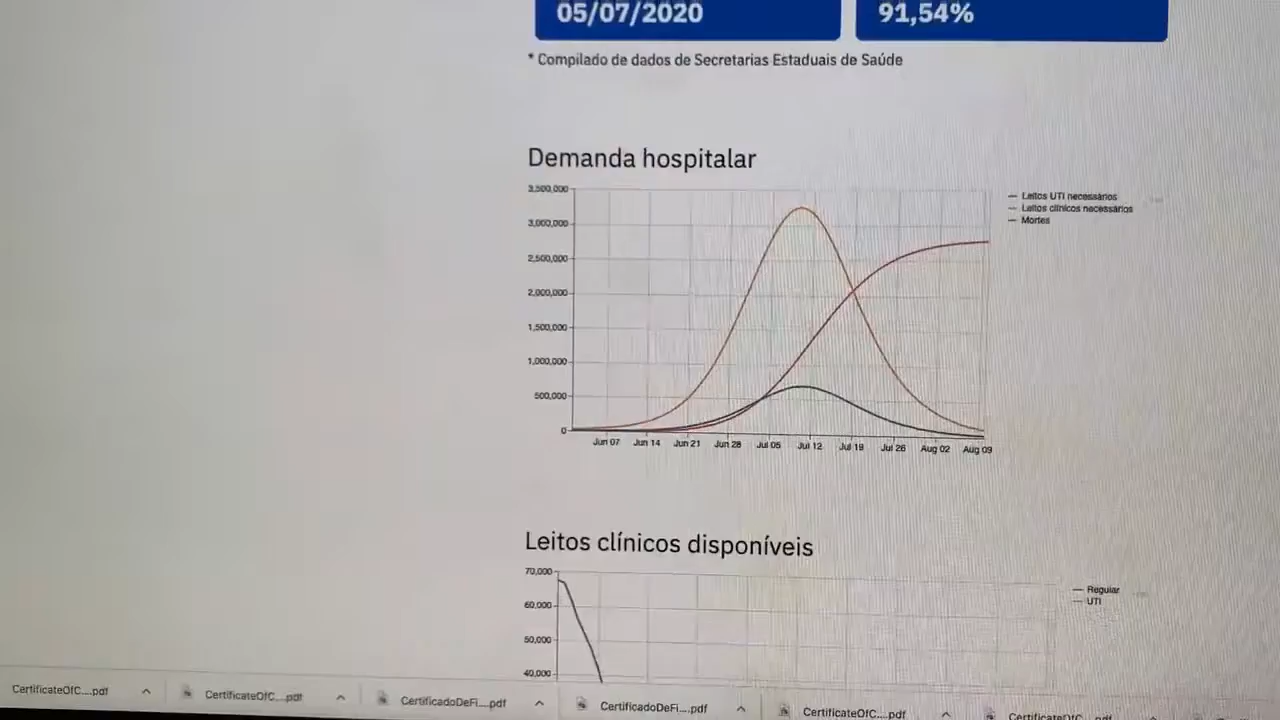 05/07/2020
91,54%
* Compilado de dados de Secretarias Estaduais de Saúde
Demanda hospitalar
3,500,000
3,000,000
2,500,000
2,000,000
1,500,000
1,000,000
500,000
0
Jun 07 Jun 14 Jun 21 Jun 28 Jul 05 Jul 12 Jul 19 Jul 26 Aug 02 Aug 09
Leitos UTI necessários
Leitos clínicos necessários
Mortes
Leitos clínicos disponíveis
70,000
60,000
50,000
40,000
Regular
UTI
CertificateOfC....pdf
CertificateOfC....pdf
CertificadoDeFi....pdf
CertificadoDeFi....pdf
CertificateOfC....pdf
CertificateOfC....pdf